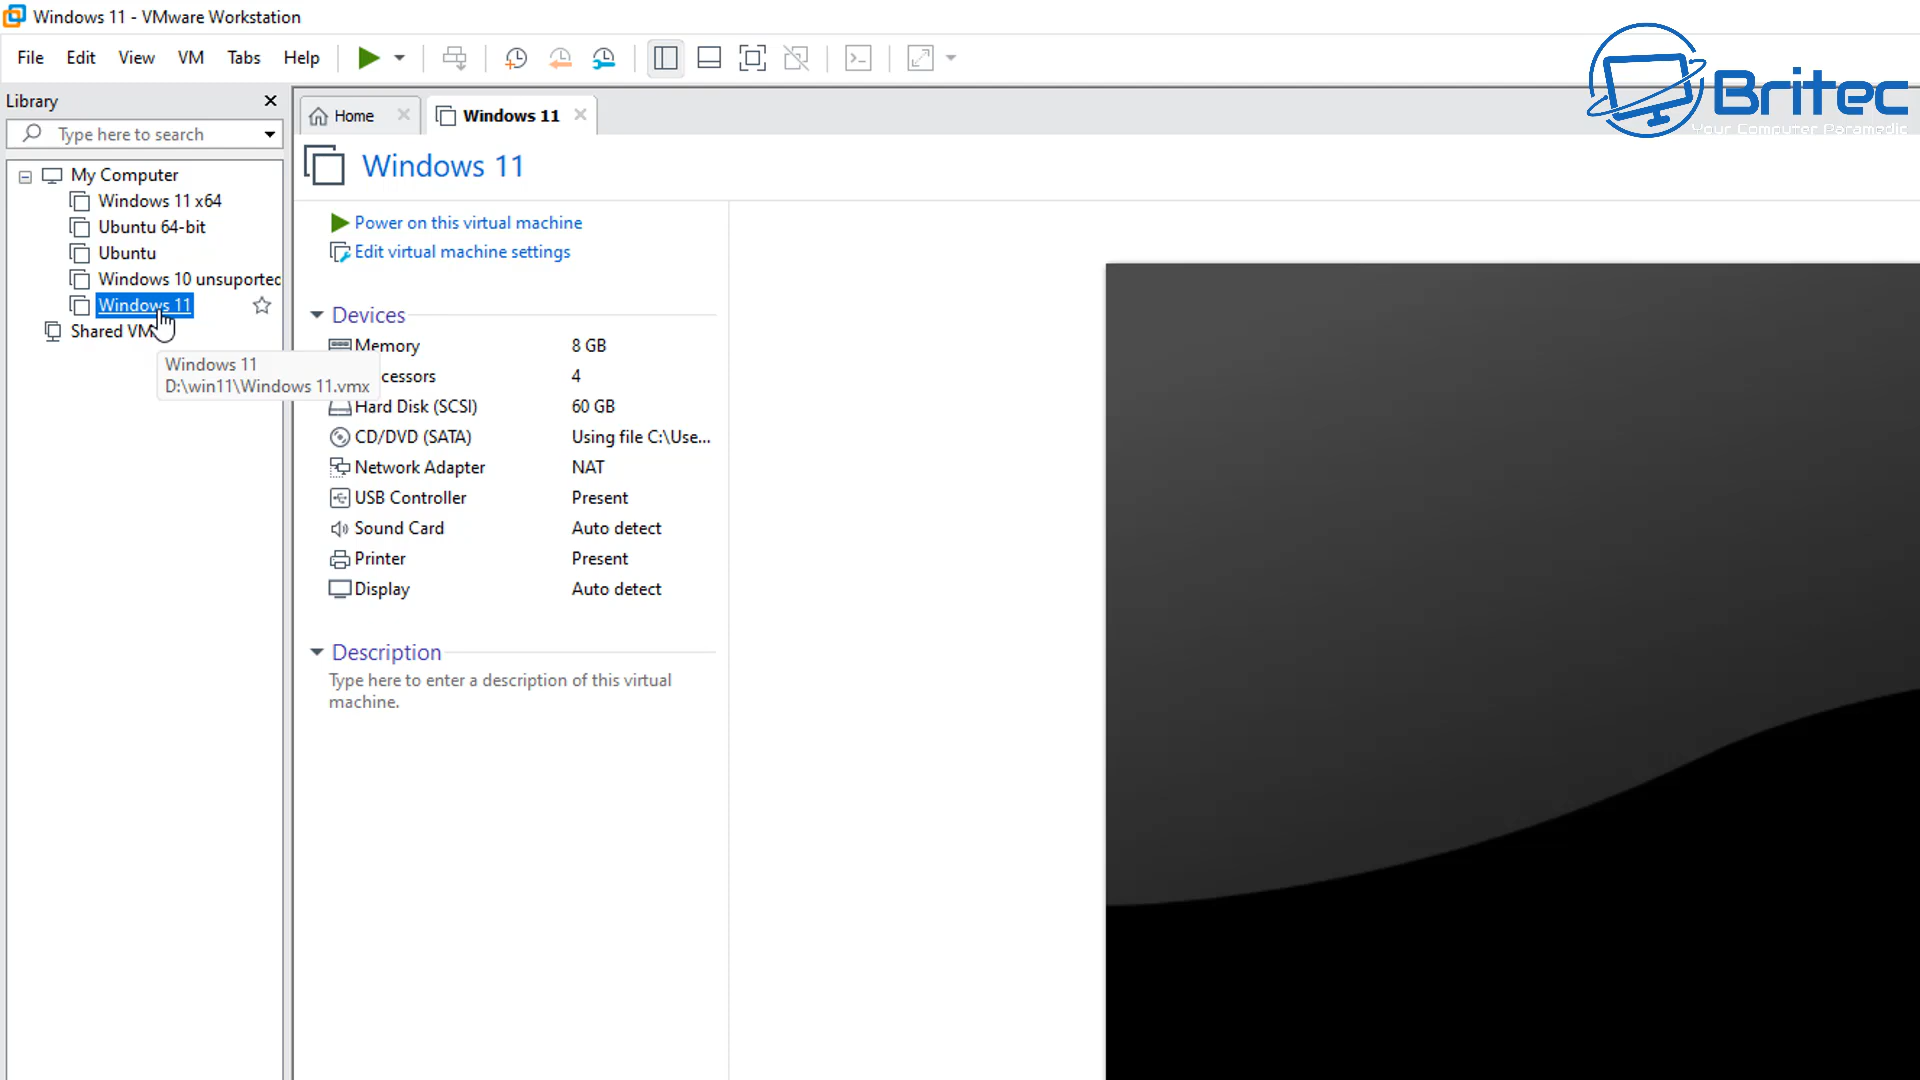 Windows 11 - VMware Workstation
File Edit View VM Tabs Help
Britec
Your Computer Paramedic
Library
Home
Windows 11
Type here to search
Windows 11
My Computer
Windows 11 x64
Ubuntu 64-bit
Ubuntu
Windows 10 unsuported
Windows 11
Shared VM
Windows 11
D:\win11\Windows 11.vmx
Power on this virtual machine
Edit virtual machine settings
Devices
Memory 8 GB
cessors 4
Hard Disk (SCSI) 60 GB
CD/DVD (SATA) Using file C:\Use...
Network Adapter NAT
USB Controller Present
Sound Card Auto detect
Printer Present
Display Auto detect
Description
Type here to enter a description of this virtual
machine.